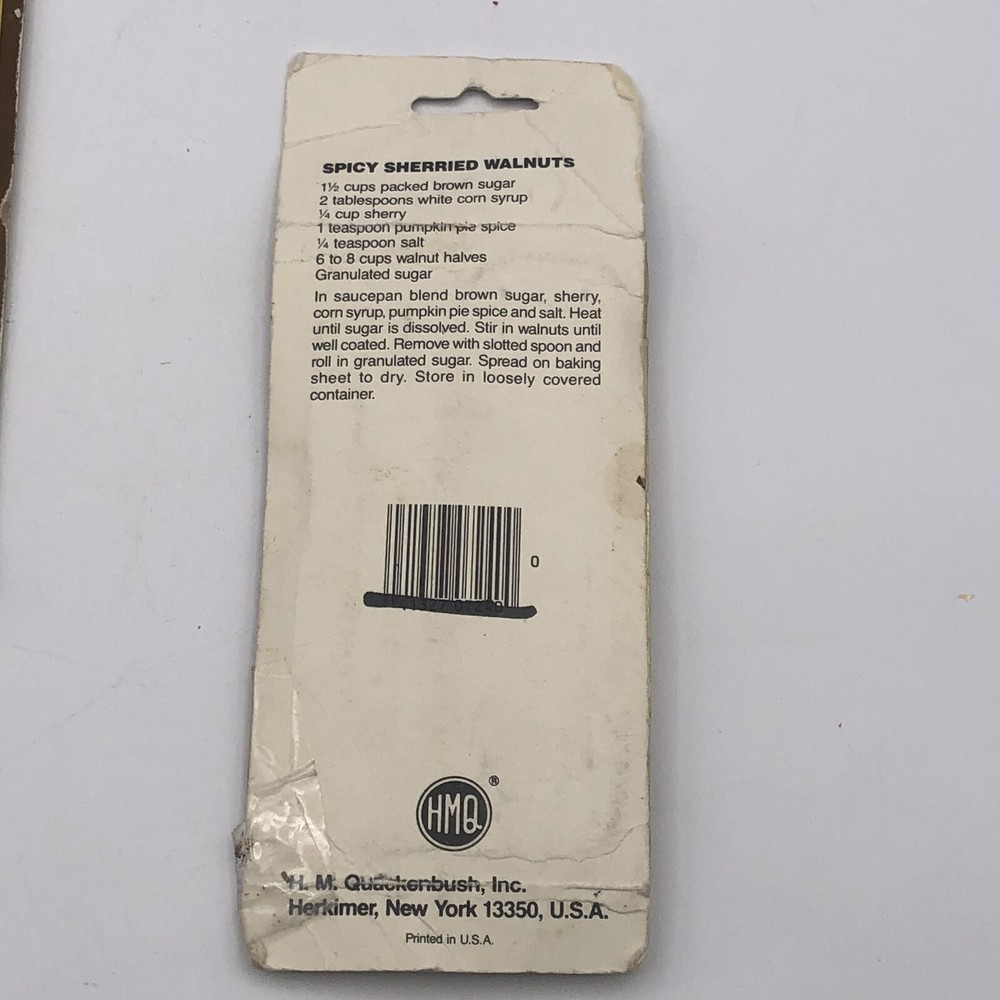 SPICY SHERRIED WALNUTS
1½ cups packed brown sugar
2 tablespoons white corn syrup
¼ cup sherry
1 teaspoon pumpkin pie spice
¼ teaspoon salt
6 to 8 cups walnut halves
Granulated sugar
In saucepan blend brown sugar, sherry,
corn syrup, pumpkin pie spice and salt. Heat
until sugar is dissolved. Stir in walnuts until
well coated. Remove with slotted spoon and
roll in granulated sugar. Spread on baking
sheet to dry. Store in loosely covered
container.
0
HMQ ®
H. M. Quackenbush, Inc.
Herkimer, New York 13350, U.S.A.
Printed in U.S.A.